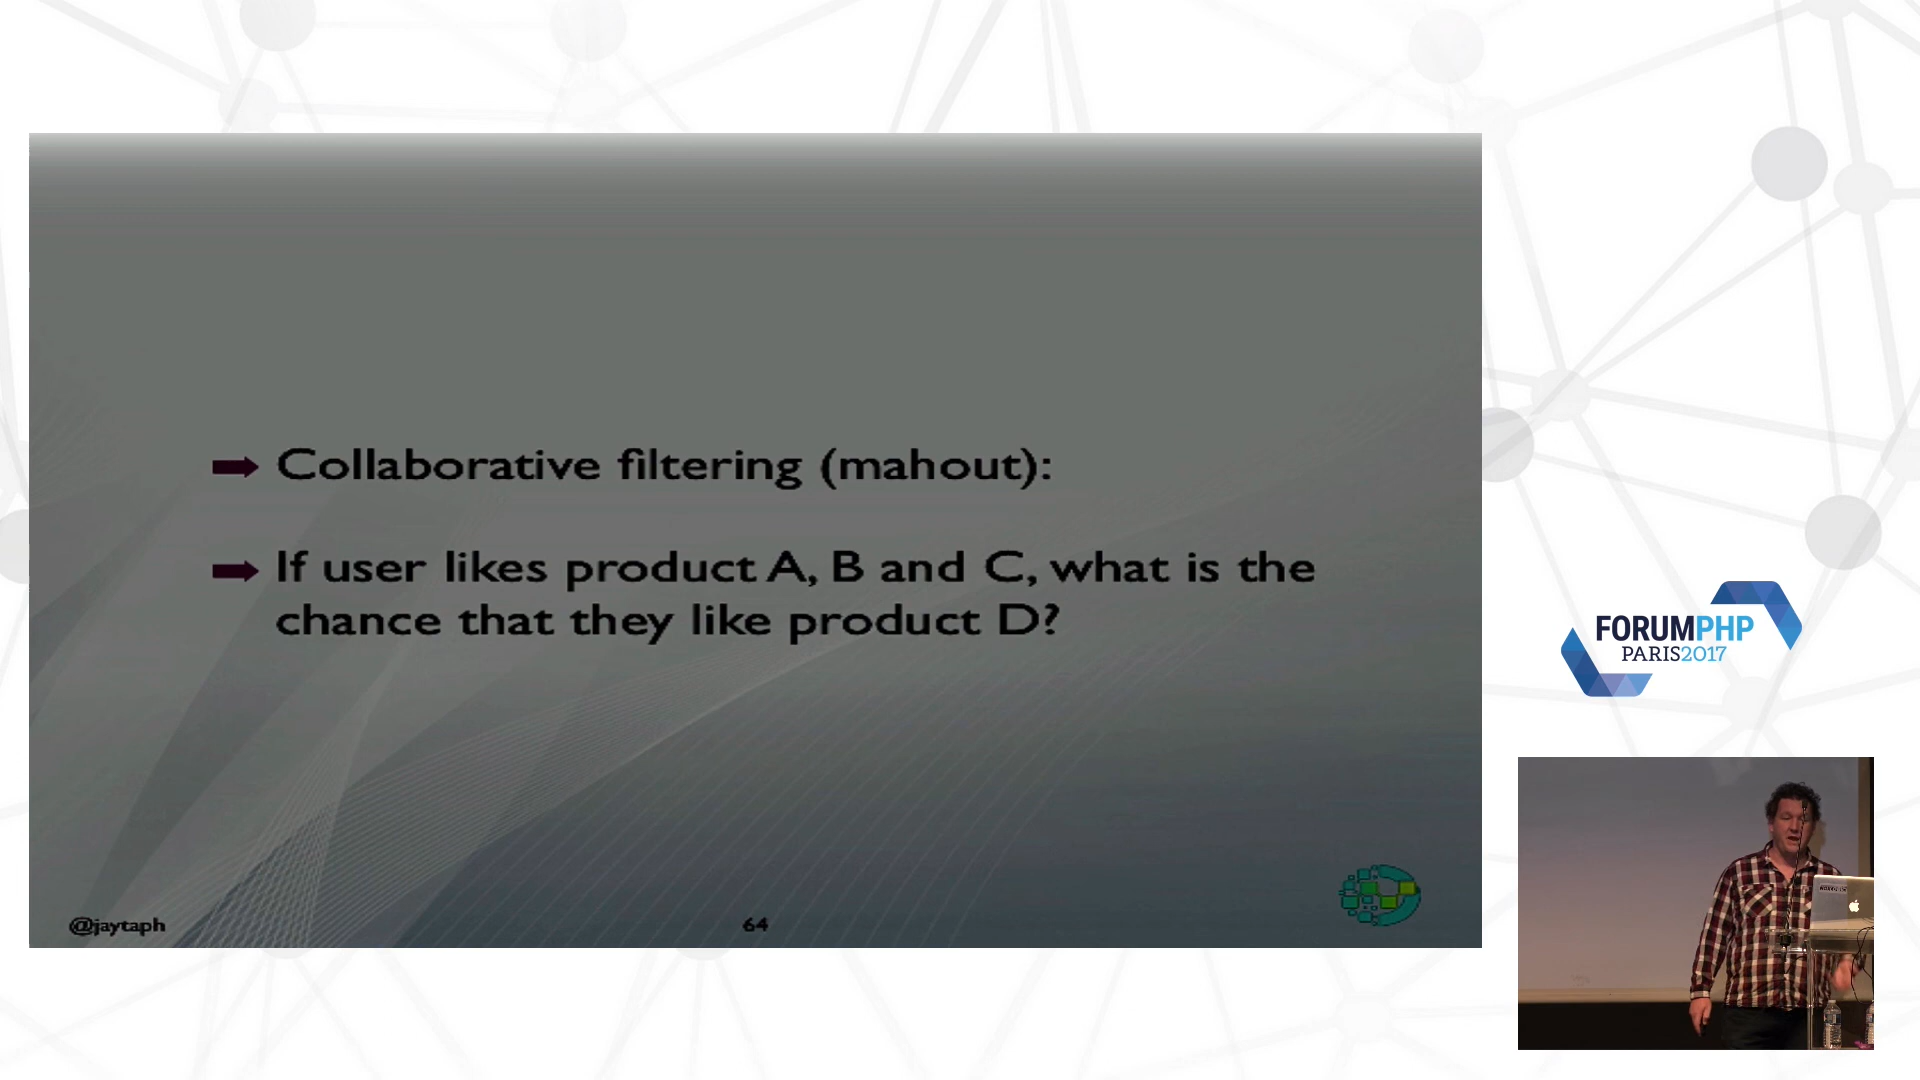 Collaborative filtering (mahout):
If user likes product A, B and C, what is the
chance that they like product D?
@jaytaph
64
FORUMPHP
PARIS2017